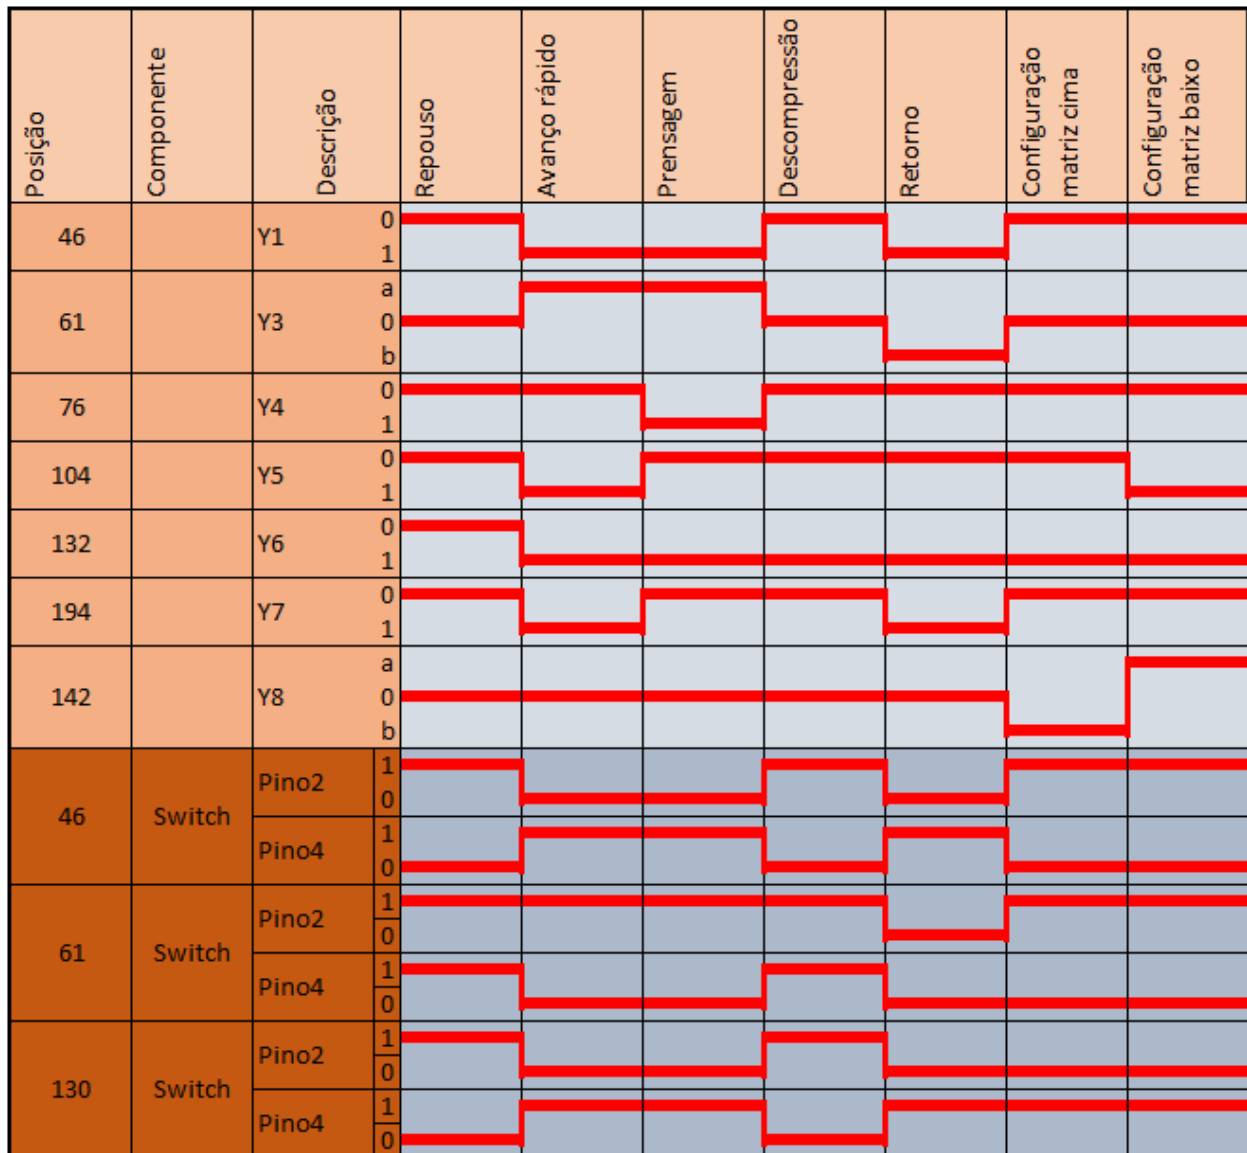 Posição
Componente
Descrição
Repouso
Avanço rápido
Prensagem
Descompressão
Retorno
Configuração
matriz cima
Configuração
matriz baixo
46 Y1 0
1
61 Y3 a
0
b
76 Y4 0
1
104 Y5 0
1
132 Y6 0
1
194 Y7 0
1
142 Y8 a
0
b
46 Switch Pino2 1
0
Pino4 1
0
61 Switch Pino2 1
0
Pino4 1
0
130 Switch Pino2 1
0
Pino4 1
0